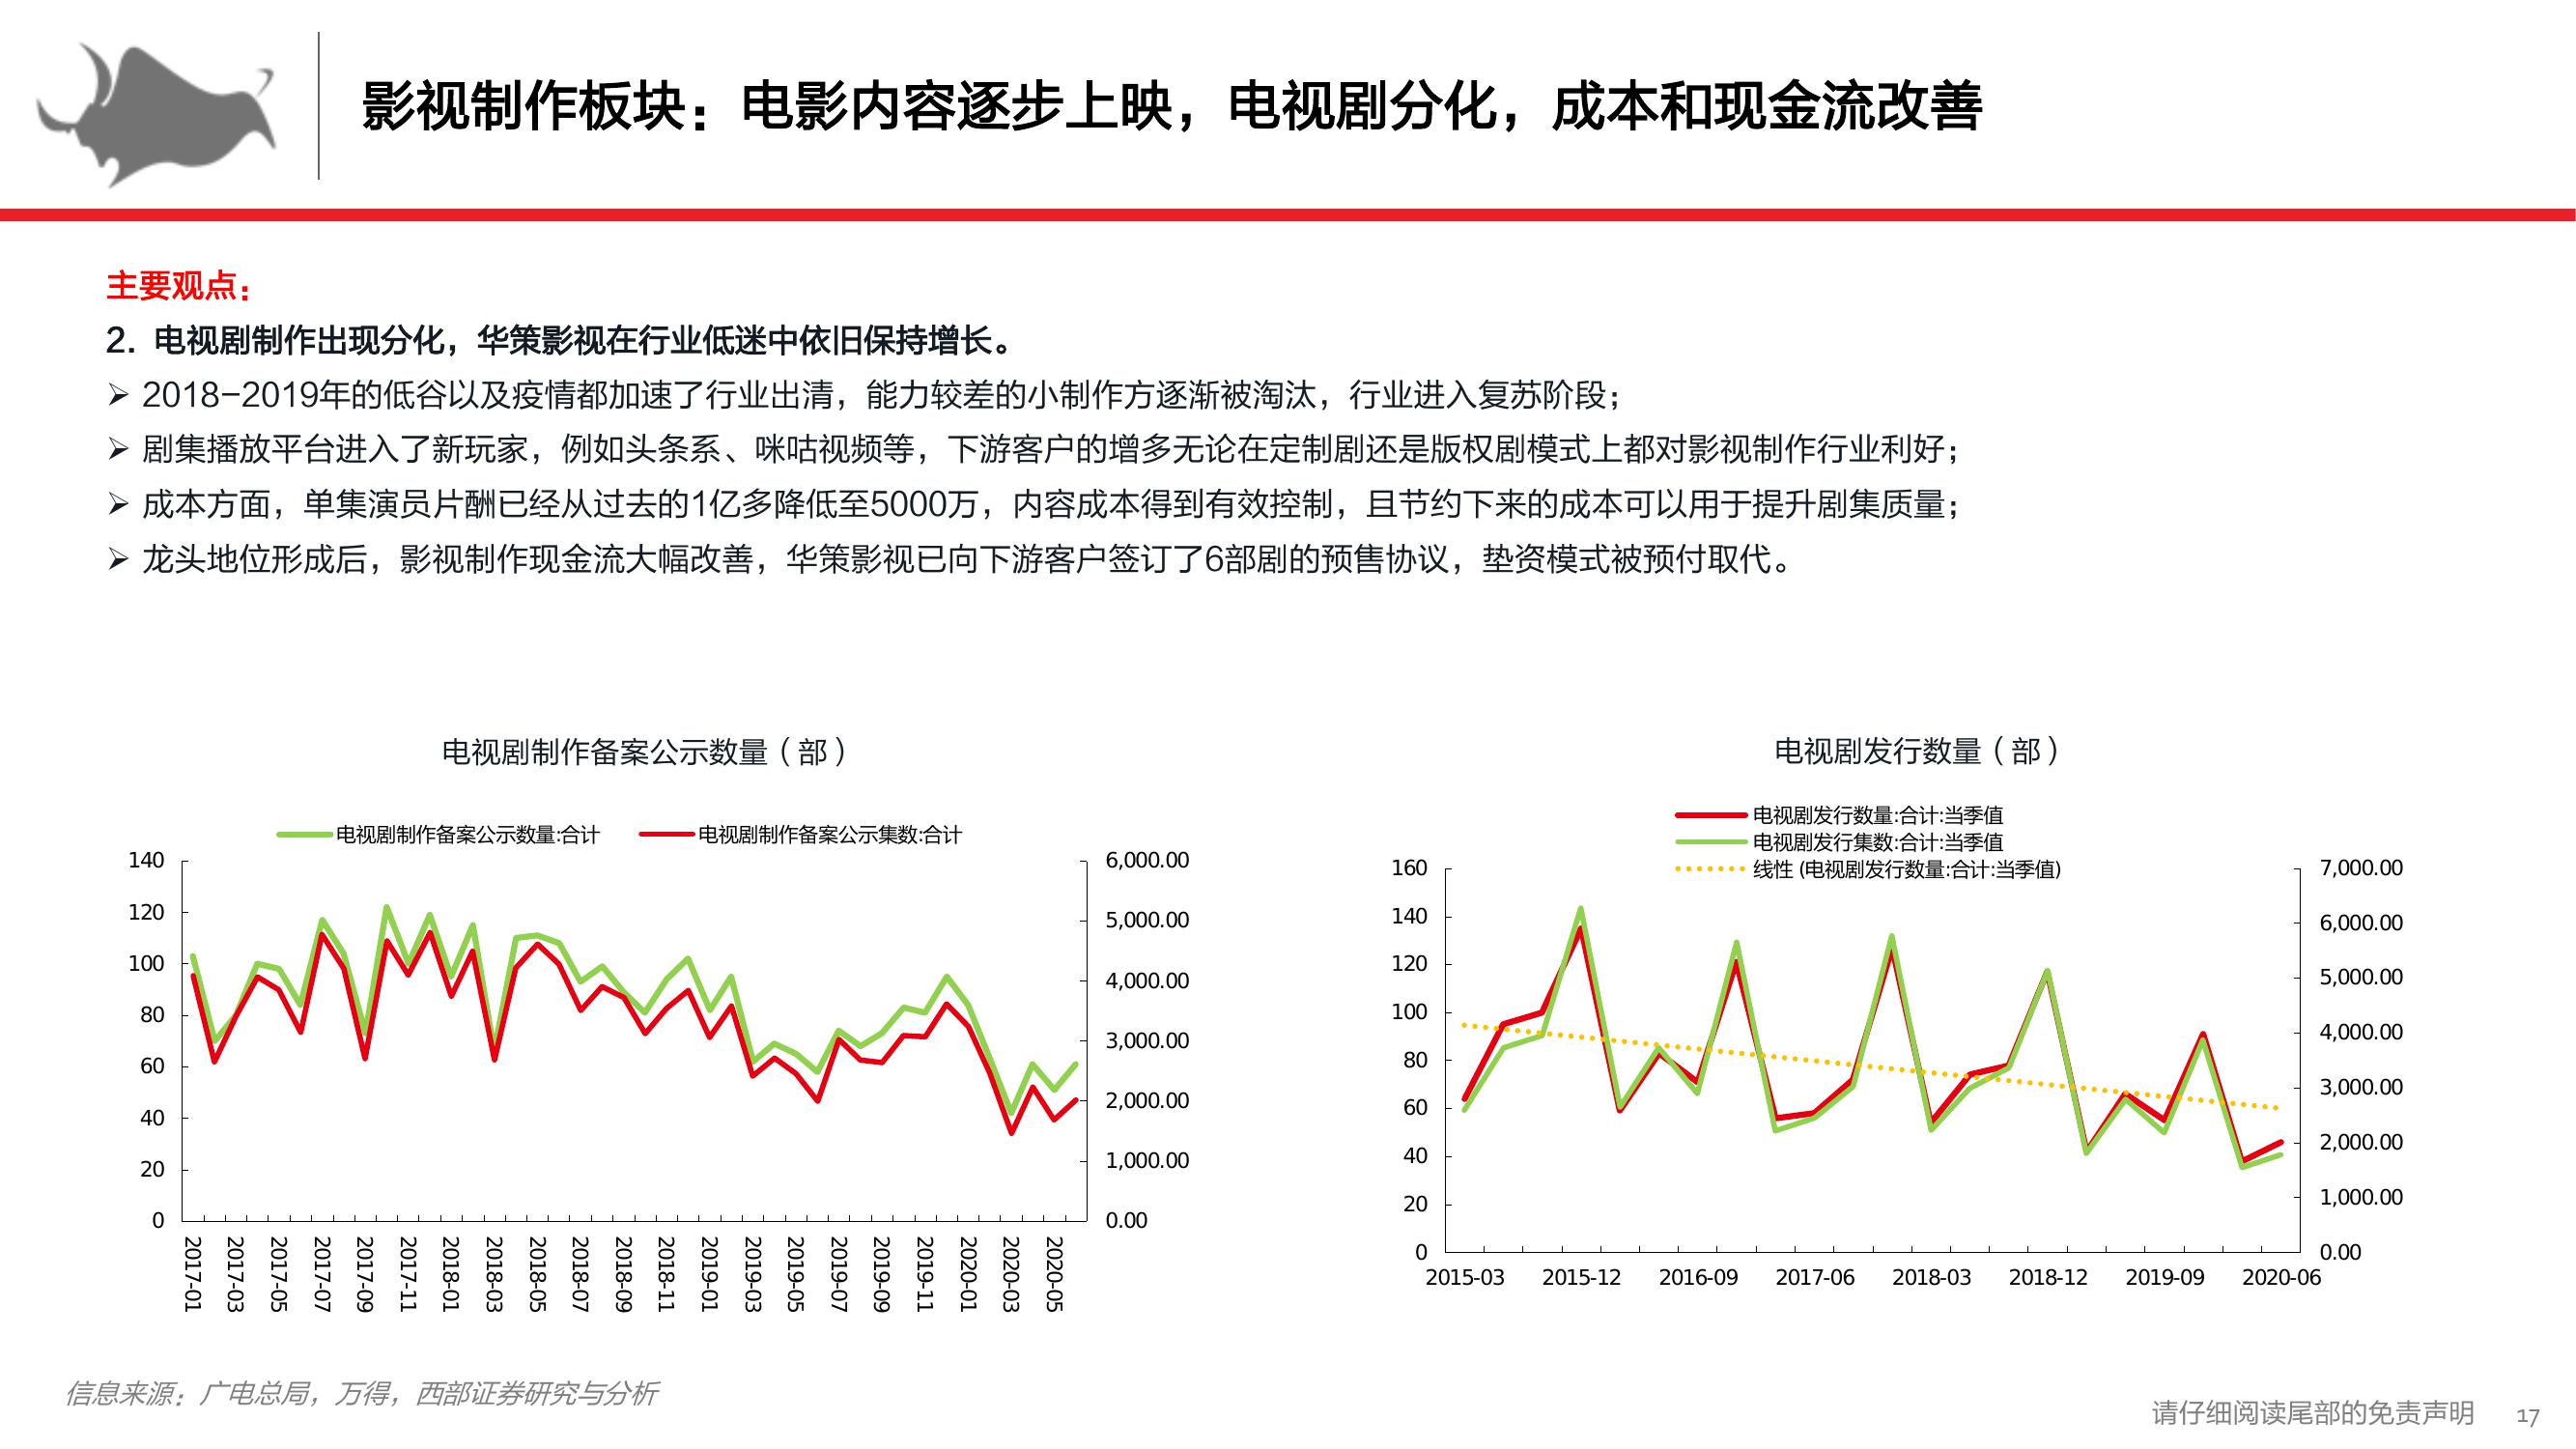 影视制作板块：电影内容逐步上映，电视剧分化，成本和现金流改善
主要观点：
2. 电视剧制作出现分化，华策影视在行业低迷中依旧保持增长。
➢ 2018-2019年的低谷以及疫情都加速了行业出清，能力较差的小制作方逐渐被淘汰，行业进入复苏阶段；
➢ 剧集播放平台进入了新玩家，例如头条系、咪咕视频等，下游客户的增多无论在定制剧还是版权剧模式上都对影视制作行业利好；
➢ 成本方面，单集演员片酬已经从过去的1亿多降低至5000万，内容成本得到有效控制，且节约下来的成本可以用于提升剧集质量；
➢ 龙头地位形成后，影视制作现金流大幅改善，华策影视已向下游客户签订了6部剧的预售协议，垫资模式被预付取代。
电视剧制作备案公示数量（部）
电视剧制作备案公示数量:合计 电视剧制作备案公示集数:合计
140 6,000.00
120 5,000.00
100 4,000.00
80 3,000.00
60 2,000.00
40 1,000.00
20 0.00
0
2017-01 2017-03 2017-05 2017-07 2017-09 2017-11 2018-01 2018-03 2018-05 2018-07 2018-09 2018-11 2019-01 2019-03 2019-05 2019-07 2019-09 2019-11 2020-01 2020-03 2020-05
电视剧发行数量（部）
电视剧发行数量:合计:当季值
电视剧发行集数:合计:当季值
线性 (电视剧发行数量:合计:当季值)
160 7,000.00
140 6,000.00
120 5,000.00
100 4,000.00
80 3,000.00
60 2,000.00
40 1,000.00
20 0.00
0
2015-03 2015-12 2016-09 2017-06 2018-03 2018-12 2019-09 2020-06
信息来源：广电总局，万得，西部证券研究与分析
请仔细阅读尾部的免责声明 17